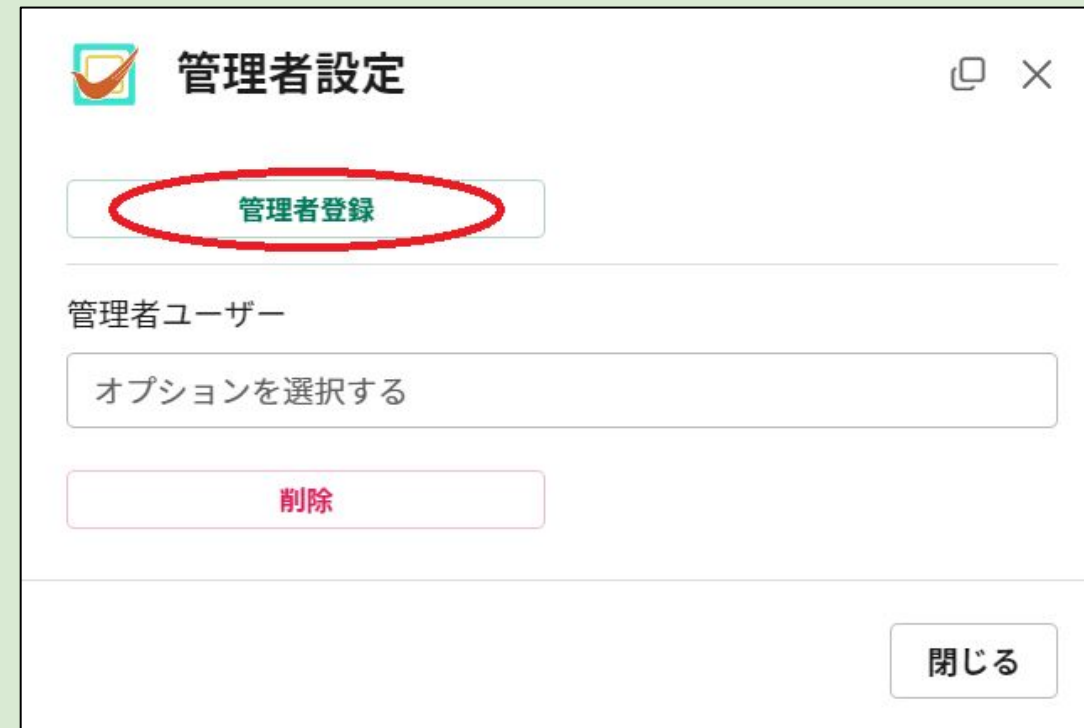 管理者設定
管理者登録
管理者ユーザー
オプションを選択する
削除
閉じる